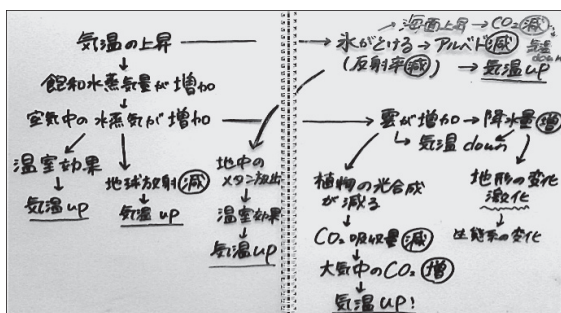 気温の上昇
↓
飽和水蒸気量が増加
↓
空気中の水蒸気が増加
温室効果
↓
気温up
地球放射減
↓
気温up
地中の
メタン放出
↓
温室効果
↓
気温up
海面上昇→CO₂減
気温
down
氷がとける→アルベド減
(反射率減)→気温up
雲が増加→降水量増
気温down
植物の光合成
が減る
↓
CO₂吸収量減
↓
大気中のCO₂増
↓
気温up!
地形の変化
激化
↓
生態系の変化